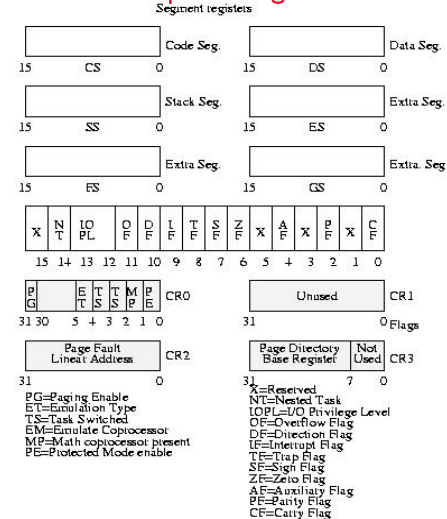 Segment registers
Code Seg. Data Seg.
15 CS 0 15 DS 0
Stack Seg. Extra Seg.
15 SS 0 15 ES 0
Extra Seg. Extra. Seg
15 FS 0 15 GS 0
X NT IOPL OF DF IF TF SF ZF X AF X PF X CF
15 14 13 12 11 10 9 8 7 6 5 4 3 2 1 0
PG ET TS TS MP PE CR0 Unused CR1
31 30 5 4 3 2 1 0 31 0 Flags
Page Fault
Linear Address CR2
Page Directory
Base Register Not
Used CR3
31 0 31 7 0
PG=Paging Enable
ET=Emulation Type
TS=Task Switched
EM=Emulate Coprocessor
MP=Math coprocessor present
PE=Protected Mode enable
X=Reserved
NT=Nested Task
IOPL=I/O Privilege Level
OF=Overflow Flag
DF=Direction Flag
IF=Interrupt Flag
TF=Trap Flag
SF=Sign Flag
ZF=Zero Flag
AF=Auxiliary Flag
PF=Parity Flag
CF=Carry Flag